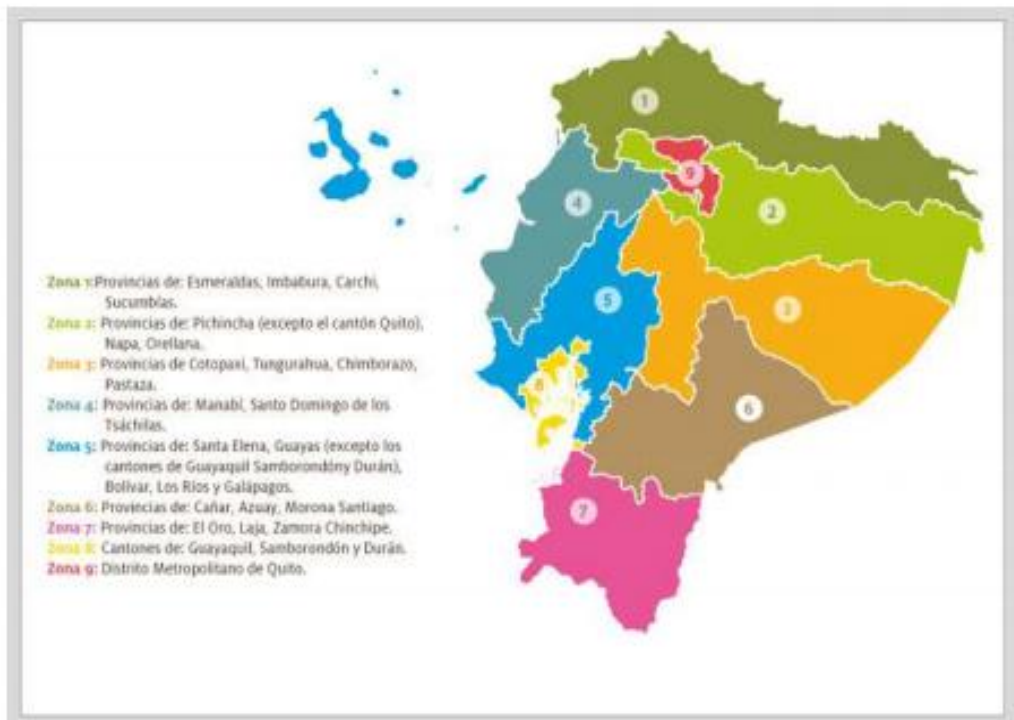 Zona 1:Provincias de: Esmeraldas, Imbabura, Carchi,
Sucumbías.
Zona 2: Provincias de: Pichincha (excepto el cantón Quito),
Napa, Orellana.
Zona 3: Provincias de Cotopaxi, Tungurahua, Chimborazo,
Pastaza.
Zona 4: Provincias de: Manabí, Santo Domingo de los
Tsáchilas.
Zona 5: Provincias de: Santa Elena, Guayas (excepto los
cantones de Guayaquil Samborondóny Durán),
Bolívar, Los Ríos y Galápagos.
Zona 6: Provincias de: Cañar, Azuay, Morona Santiago.
Zona 7: Provincias de: El Oro, Laja, Zamora Chinchipe.
Zona 8: Cantones de: Guayaquil, Samborondón y Durán.
Zona 9: Distrito Metropolitano de Quito.
1
9
2
4
5
3
8
6
7